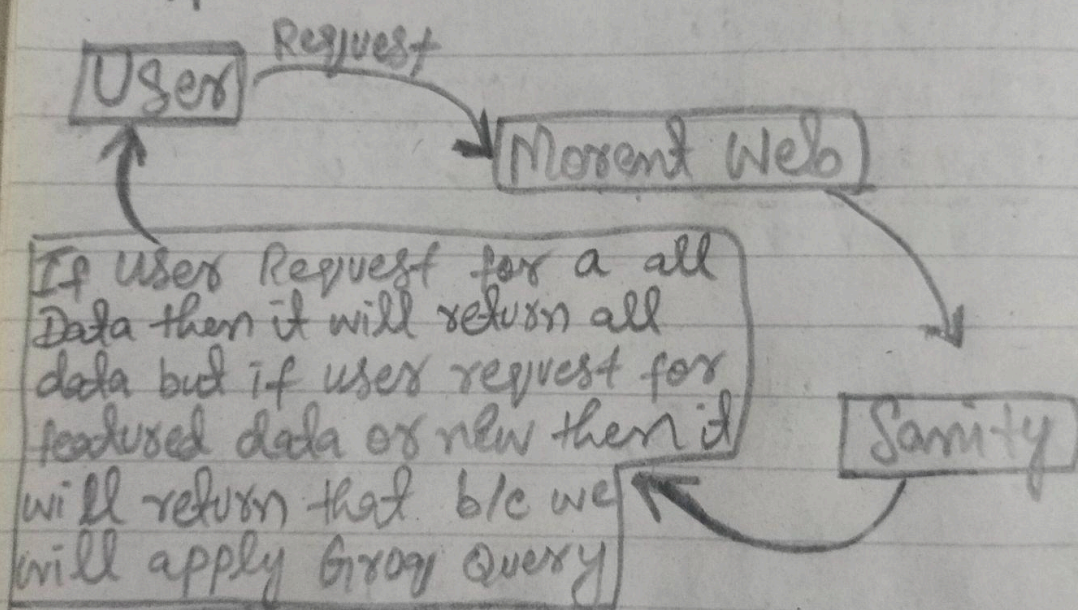 User
Request
Morent Web
If user Request for a all
Data then it will return all
data but if user request for
featured data or new then it
will return that b/c we
will apply Groq Query
Sanity